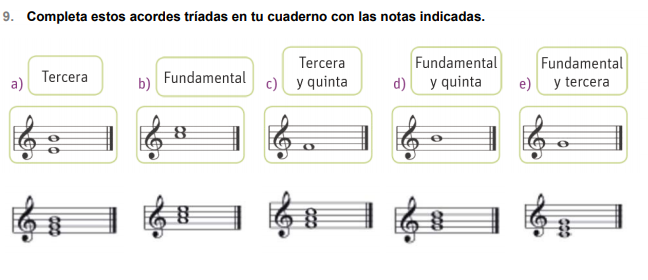 9. Completa estos acordes tríadas en tu cuaderno con las notas indicadas.
a) Tercera
b) Fundamental
c) Tercera
y quinta
d) Fundamental
y quinta
e) Fundamental
y tercera